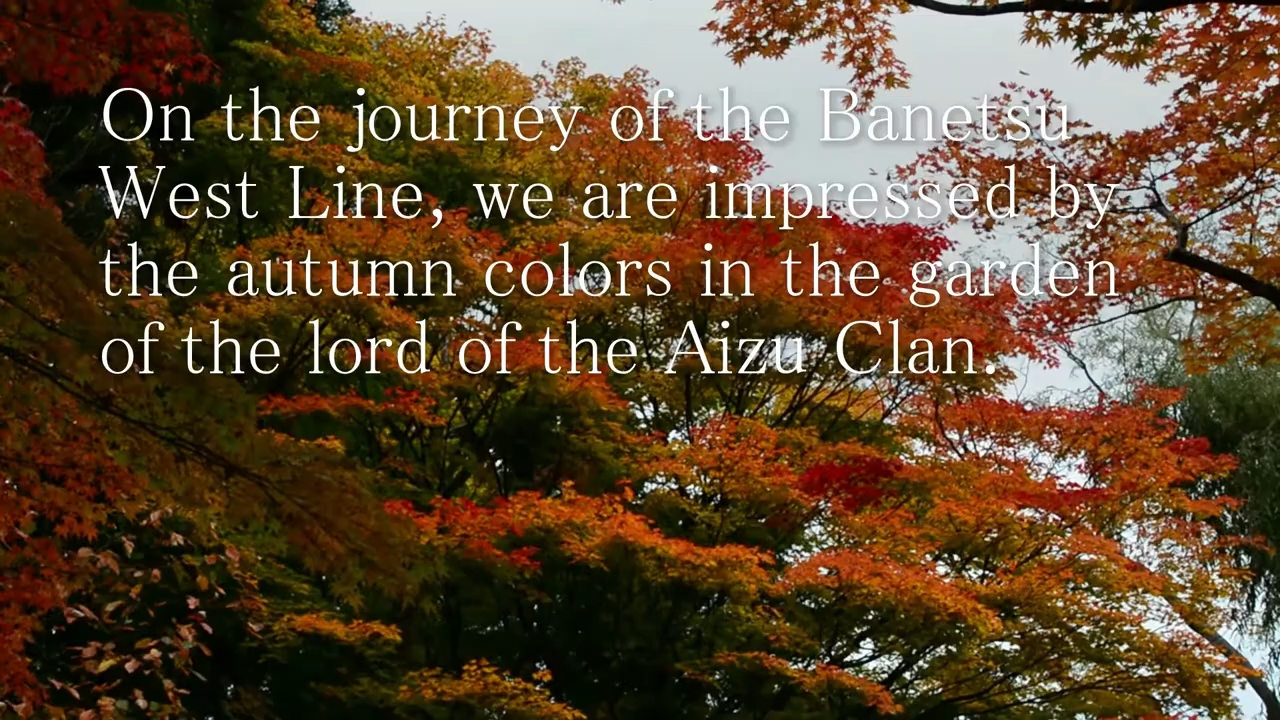 On the journey of the Banetsu
West Line, we are impressed by
the autumn colors in the garden
of the lord of the Aizu Clan.